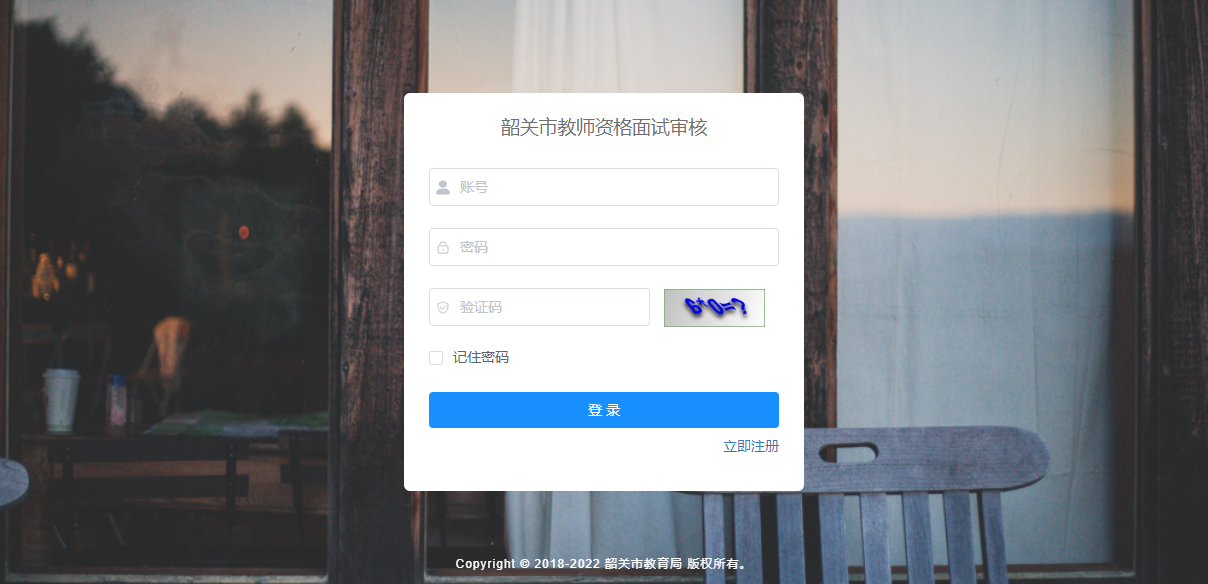 韶关市教师资格面试审核
账号
密码
验证码 6*0=?
记住密码
登 录
立即注册
Copyright © 2018-2022 韶关市教育局 版权所有。